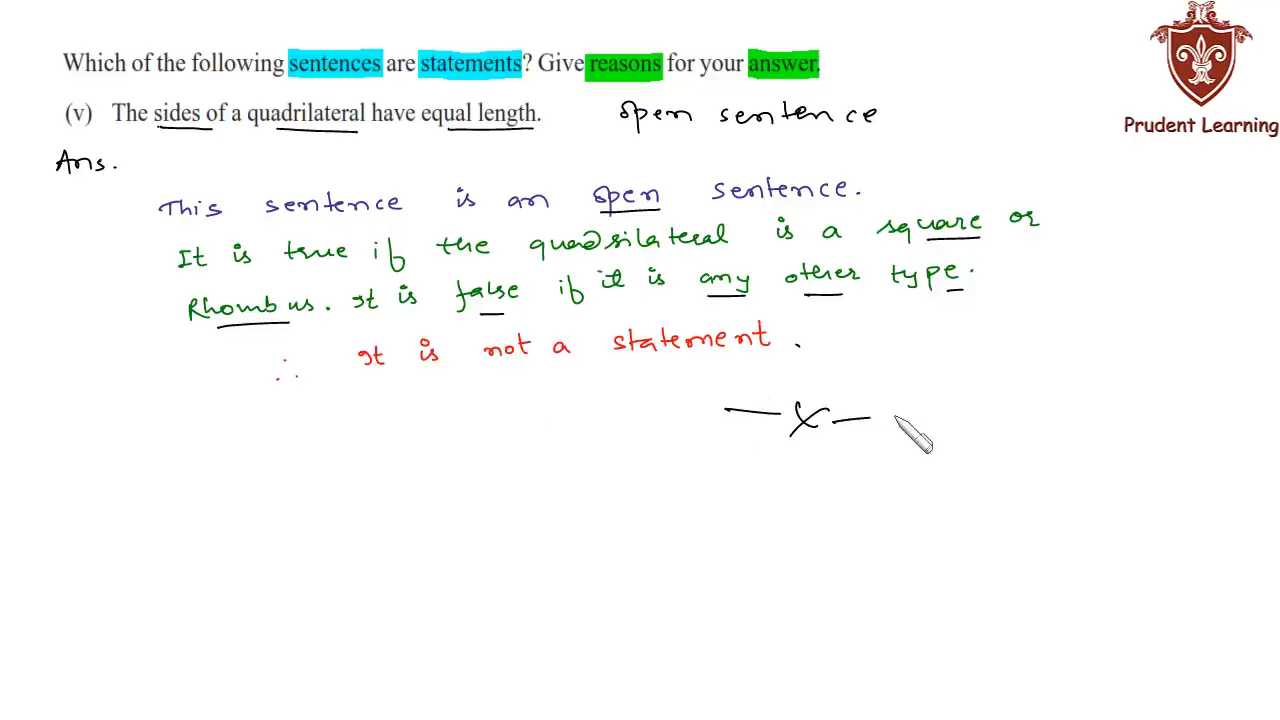 Which of the following sentences are statements? Give reasons for your answer.
Prudent Learning
(v) The sides of a quadrilateral have equal length. open sentence
Ans.
This sentence is an open sentence.
It is true if the quadrilateral is a square or
Rhombus. It is false if it is any other type.
∴ It is not a statement.
— x —